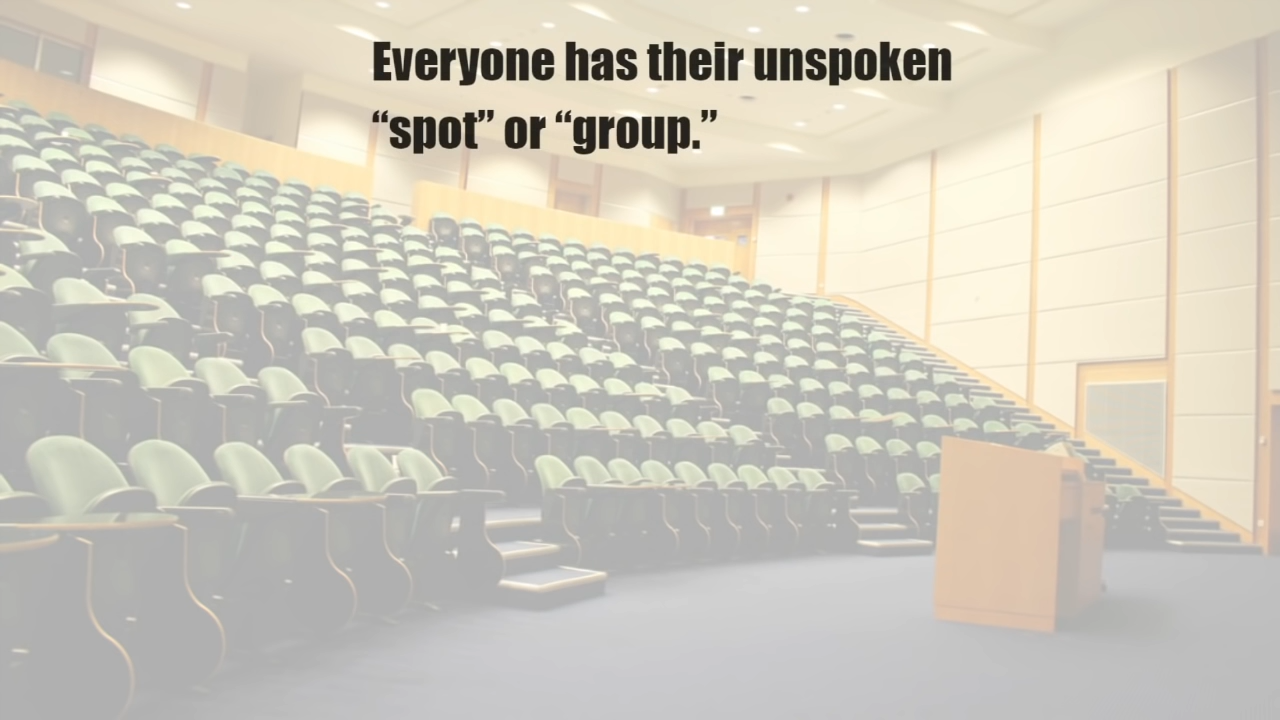 Everyone has their unspoken
“spot” or “group.”